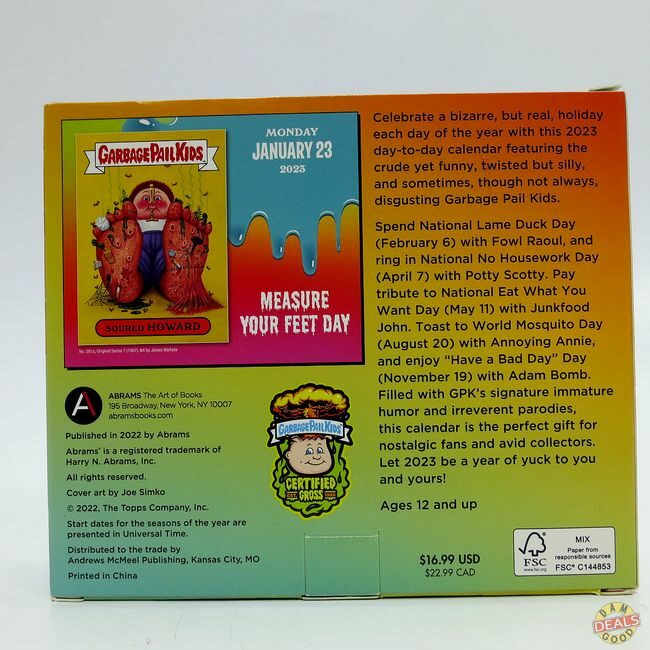 GARBAGE PAIL KIDS
SOURED HOWARD
No. 281a, Original Series 7 (1987) Art by James Warhola
MONDAY
JANUARY 23
2023
MEASURE
YOUR FEET DAY
Celebrate a bizarre, but real, holiday
each day of the year with this 2023
day-to-day calendar featuring the
crude yet funny, twisted but silly,
and sometimes, though not always,
disgusting Garbage Pail Kids.
Spend National Lame Duck Day
(February 6) with Fowl Raoul, and
ring in National No Housework Day
(April 7) with Potty Scotty. Pay
tribute to National Eat What You
Want Day (May 11) with Junkfood
John. Toast to World Mosquito Day
(August 20) with Annoying Annie,
and enjoy “Have a Bad Day” Day
(November 19) with Adam Bomb.
Filled with GPK's signature immature
humor and irreverent parodies,
this calendar is the perfect gift for
nostalgic fans and avid collectors.
Let 2023 be a year of yuck to you
and yours!
Ages 12 and up
A
ABRAMS The Art of Books
195 Broadway, New York, NY 10007
abramsbooks.com
Published in 2022 by Abrams
Abrams® is a registered trademark of
Harry N. Abrams, Inc.
All rights reserved.
Cover art by Joe Simko
© 2022, The Topps Company, Inc.
Start dates for the seasons of the year are
presented in Universal Time.
Distributed to the trade by
Andrews McMeel Publishing, Kansas City, MO
Printed in China
GARBAGE PAIL KIDS
CERTIFIED
EST. GROSS 1985
$16.99 USD
$22.99 CAD
FSC
www.fsc.org
MIX
Paper from
responsible sources
FSC® C144853
DAM
DEALS
GOOD